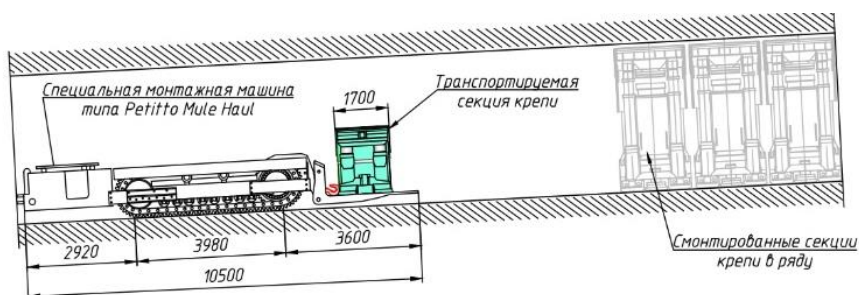 Специальная монтажная машина
типа Petitto Mule Haul
Транспортируемая
секция крепи
1700
2920
3980
3600
10500
Смонтированные секции
крепи в ряду